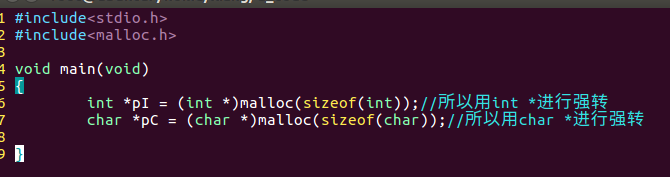 1 #include<stdio.h>
2 #include<malloc.h>
3
4 void main(void)
5 {
6 int *pI = (int *)malloc(sizeof(int));//所以用int *进行强转
7 char *pC = (char *)malloc(sizeof(char));//所以用char *进行强转
8
9 }